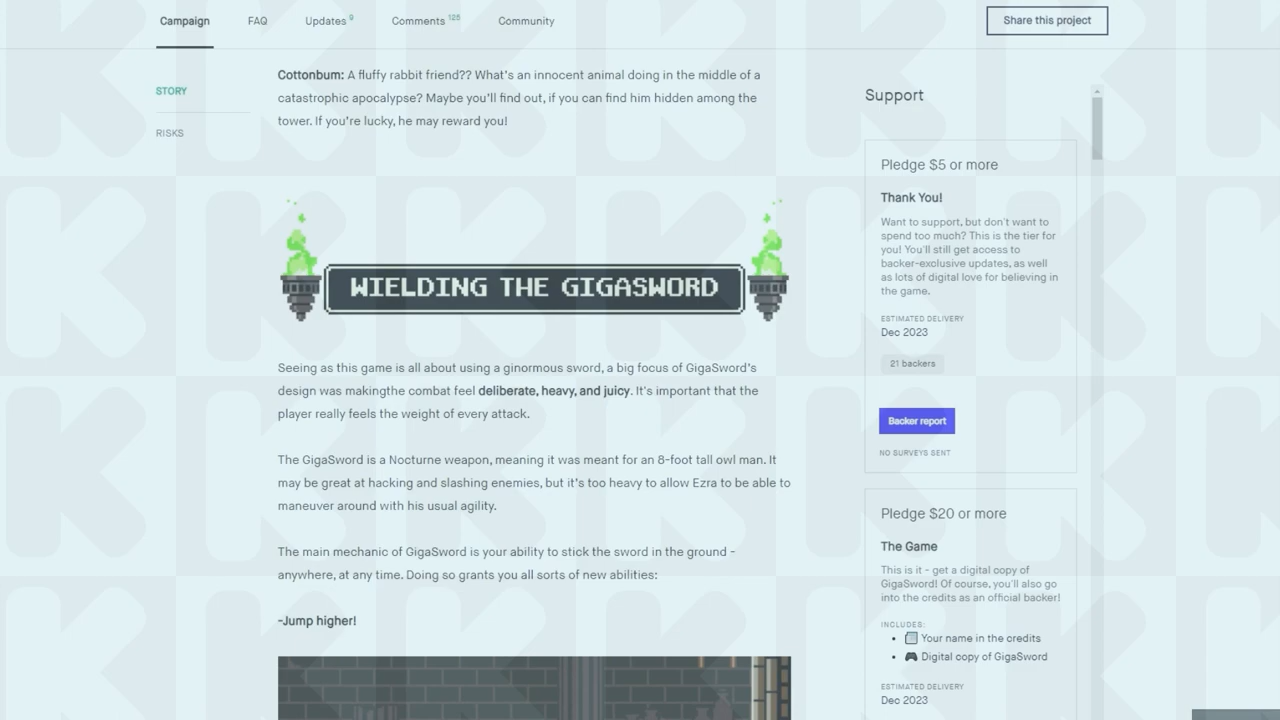 Campaign
FAQ
Updates 9
Comments 126
Community
Share this project
STORY
RISKS
Cottonbum: A fluffy rabbit friend?? What's an innocent animal doing in the middle of a
catastrophic apocalypse? Maybe you'll find out, if you can find him hidden among the
tower. If you're lucky, he may reward you!
WIELDING THE GIGASWORD
Seeing as this game is all about using a ginormous sword, a big focus of GigaSword's
design was makingthe combat feel deliberate, heavy, and juicy. It's important that the
player really feels the weight of every attack.
The GigaSword is a Nocturne weapon, meaning it was meant for an 8-foot tall owl man. It
may be great at hacking and slashing enemies, but it's too heavy to allow Ezra to be able to
maneuver around with his usual agility.
The main mechanic of GigaSword is your ability to stick the sword in the ground -
anywhere, at any time. Doing so grants you all sorts of new abilities:
-Jump higher!
Support
Pledge $5 or more
Thank You!
Want to support, but don't want to
spend too much? This is the tier for
you! You'll still get access to
backer-exclusive updates, as well
as lots of digital love for believing in
the game.
ESTIMATED DELIVERY
Dec 2023
21 backers
Backer report
NO SURVEYS SENT
Pledge $20 or more
The Game
This is it - get a digital copy of
GigaSword! Of course, you'll also go
into the credits as an official backer!
INCLUDES:
• Your name in the credits
• Digital copy of GigaSword
ESTIMATED DELIVERY
Dec 2023